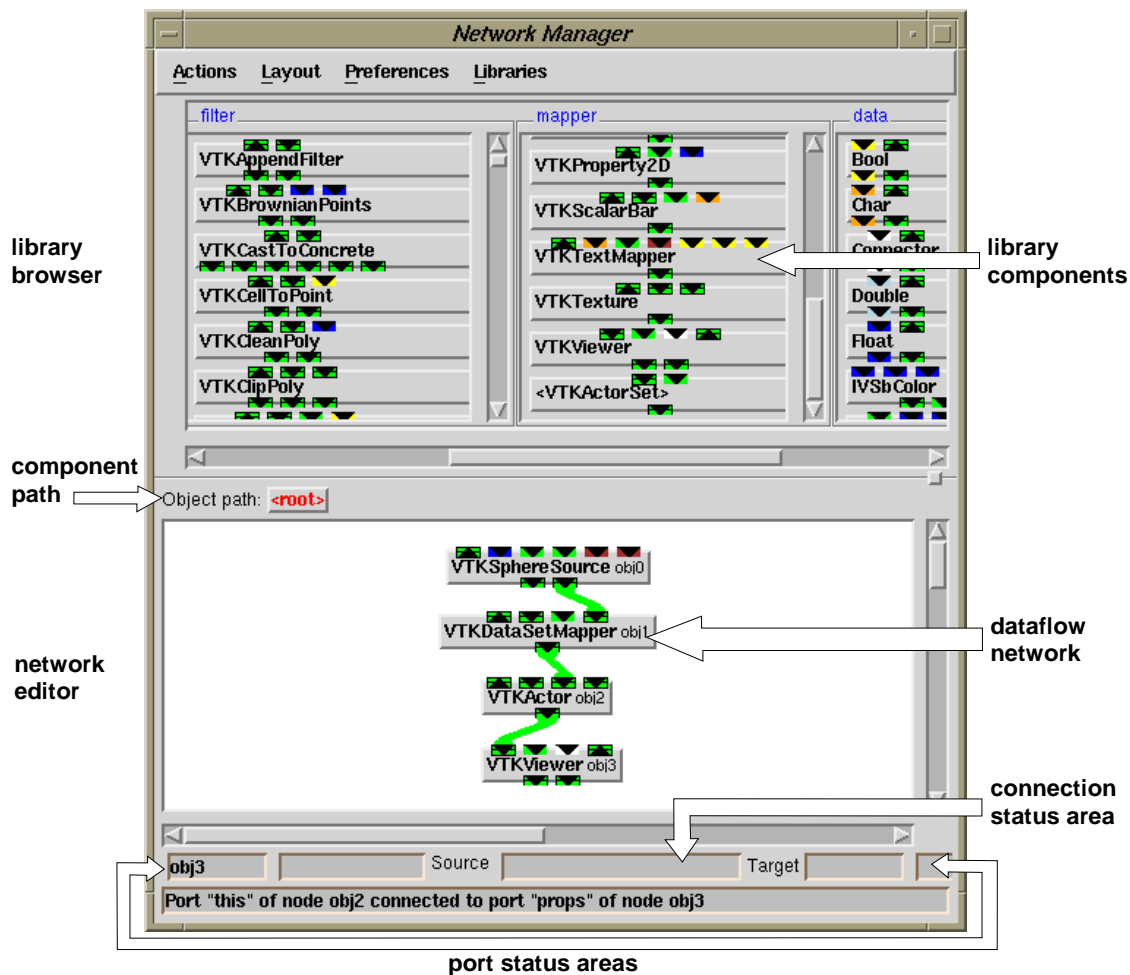 Network Manager
Actions Layout Preferences Libraries
filter
mapper
data
VTKAppendFilter
VTKBrownianPoints
VTKCastToConcrete
VTKCellToPoint
VTKCleanPoly
VTKClipPoly
VTKProperty2D
VTKScalarBar
VTKTextMapper
VTKTexture
VTKViewer
<VTKActorSet>
Bool
Char
Connector
Double
Float
IVSbColor
library
browser
library
components
component
path
Object path: <root>
VTKSphereSource obj0
VTKDataSetMapper obj1
VTKActor obj2
VTKViewer obj3
dataflow
network
network
editor
connection
status area
obj3 Source Target
Port "this" of node obj2 connected to port "props" of node obj3
port status areas